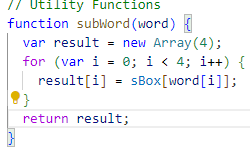 // Utility Functions
function subWord(word) {
  var result = new Array(4);
  for (var i = 0; i < 4; i++) {
    result[i] = sBox[word[i]];
  }
  return result;
}